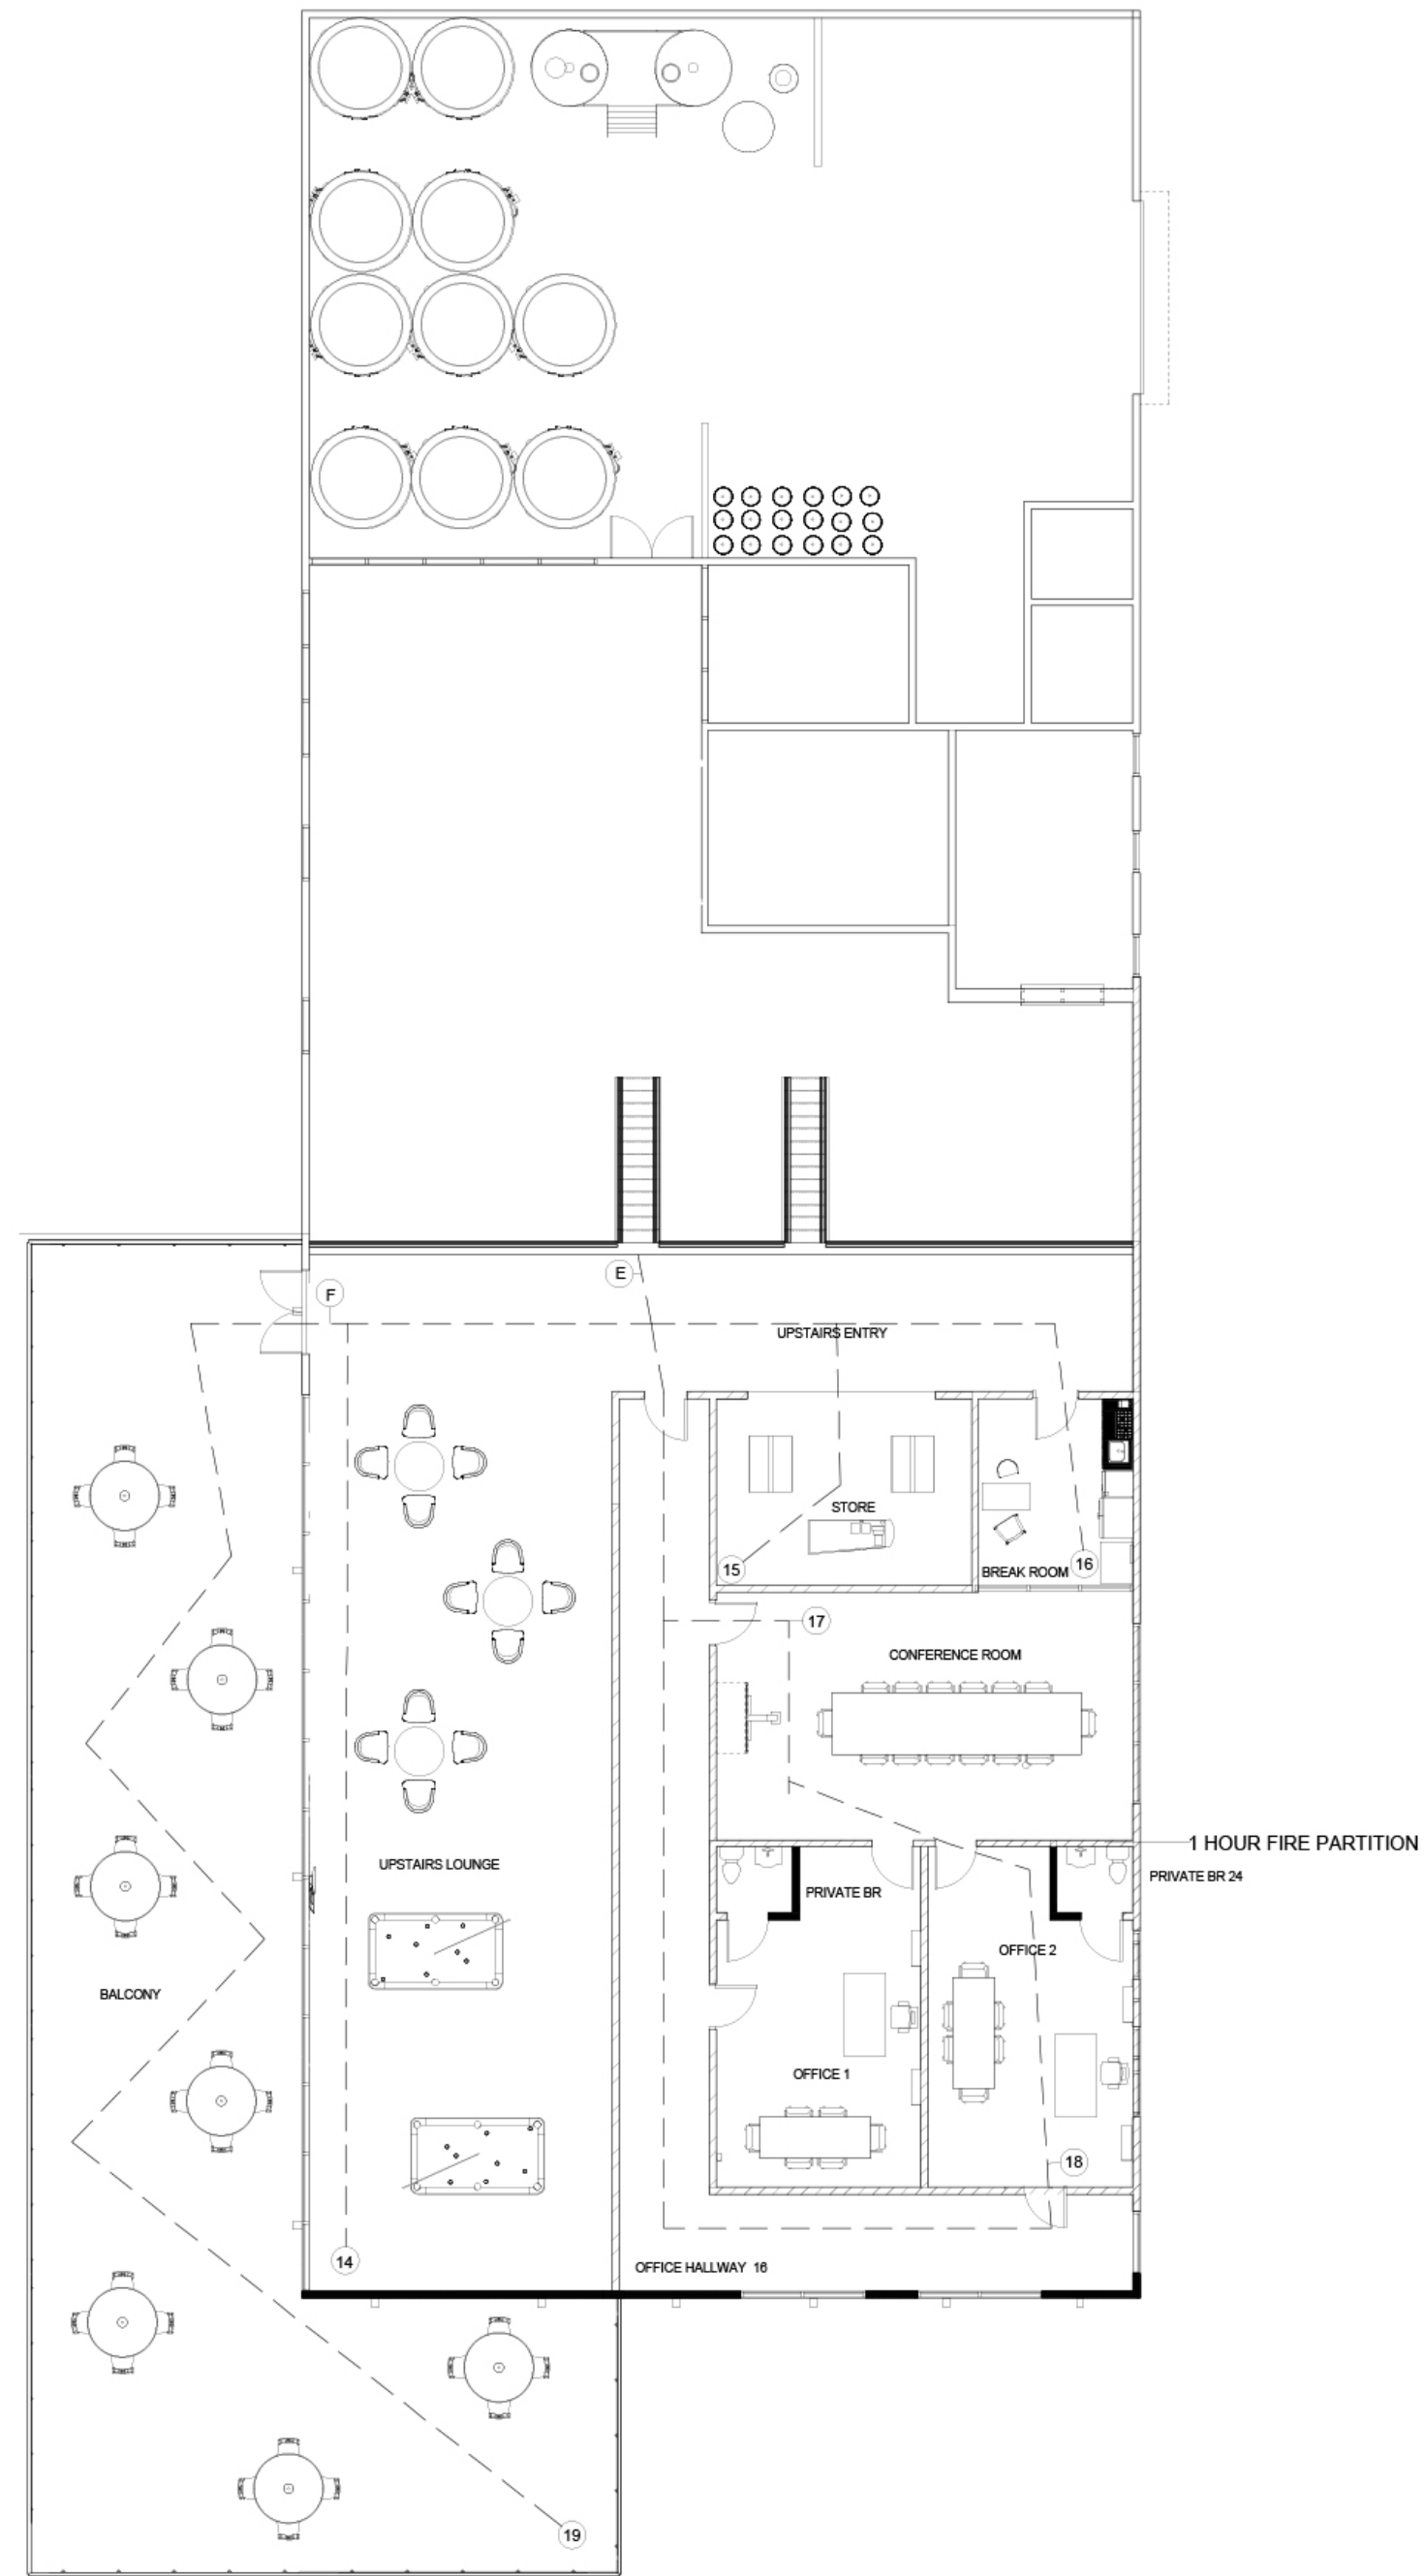 E
F
UPSTAIRS ENTRY
STORE
15
BREAK ROOM
16
17
CONFERENCE ROOM
1 HOUR FIRE PARTITION
UPSTAIRS LOUNGE
PRIVATE BR
PRIVATE BR 24
OFFICE 2
BALCONY
OFFICE 1
18
14
OFFICE HALLWAY 16
19